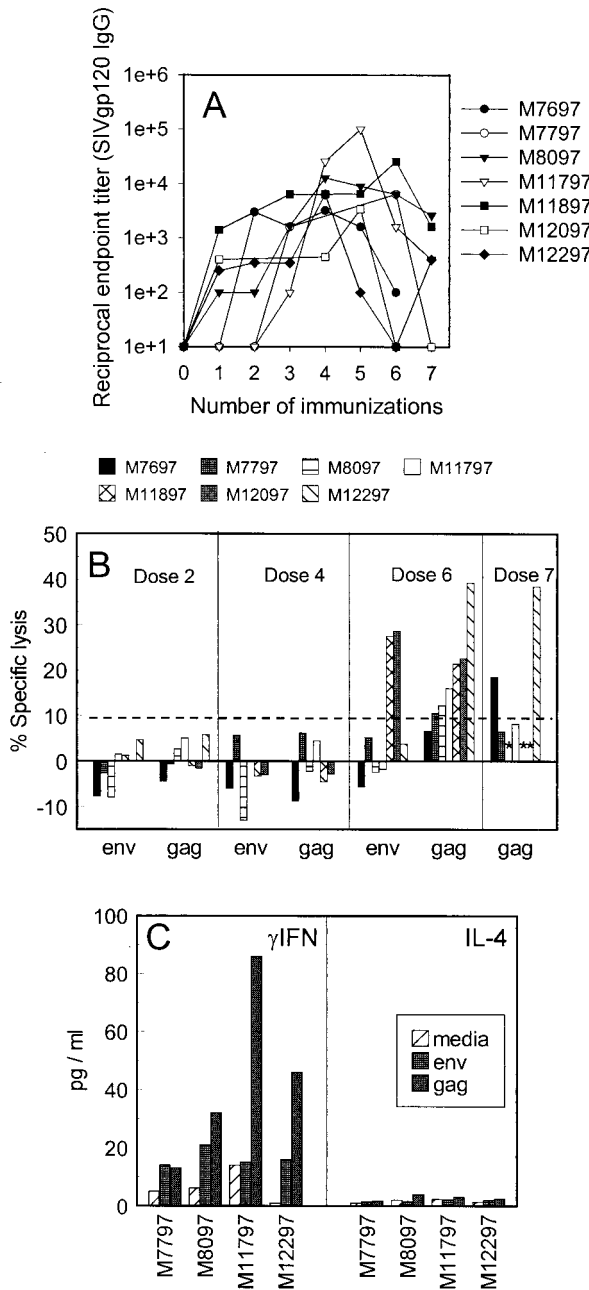 A
Reciprocal endpoint titer (SIVgp120 IgG)
1e+6
1e+5
1e+4
1e+3
1e+2
1e+1
0 1 2 3 4 5 6 7
Number of immunizations
M7697
M7797
M8097
M11797
M11897
M12097
M12297
M7697 M7797 M8097 M11797
M11897 M12097 M12297
B
% Specific lysis
50
40
30
20
10
0
-10
Dose 2 Dose 4 Dose 6 Dose 7
* **
env gag env gag env gag gag
C
γIFN IL-4
pg / ml
100
80
60
40
20
0
media
env
gag
M7797 M8097 M11797 M12297 M7797 M8097 M11797 M12297